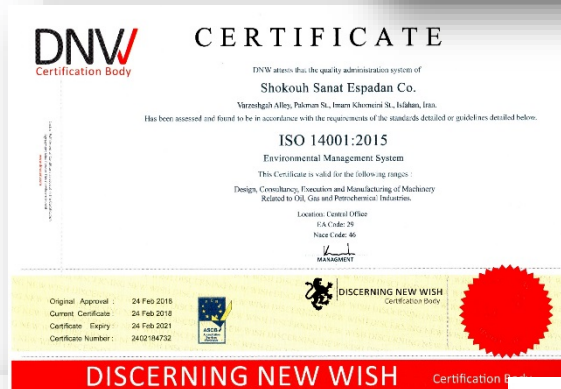 DNV
Certification Body
CERTIFICATE
DNW attests that the quality administration system of
Shokouh Sanat Espadan Co.
Varzeshgah Alley, Pakman St., Imam Khomeini St., Isfahan, Iran.
Has been assessed and found to be in accordance with the requirements of the standards detailed or guidelines detailed below.
ISO 14001:2015
Environmental Management System
This Certificate is valid for the following ranges :
Design, Consultancy, Execution and Manufacturing of Machinery
Related to Oil, Gas and Petrochemical Industries.
Location: Central Office
EA Code: 29
Nace Code: 46
MANAGMENT
DISCERNING NEW WISH
Certification Body
Original Approval : 24 Feb 2018
Current Certificate : 24 Feb 2018
Certificate Expiry : 24 Feb 2021
Certificate Number : 2402184732
ASCB
DISCERNING NEW WISH
Certification Body